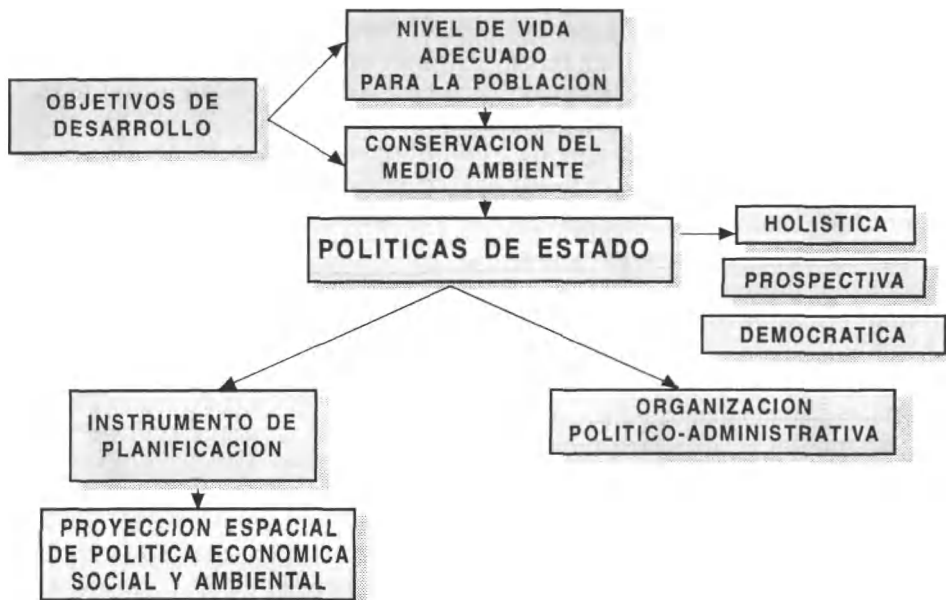 NIVEL DE VIDA
ADECUADO
PARA LA POBLACION
OBJETIVOS DE
DESARROLLO
CONSERVACION DEL
MEDIO AMBIENTE
POLITICAS DE ESTADO
HOLISTICA
PROSPECTIVA
DEMOCRATICA
INSTRUMENTO DE
PLANIFICACION
ORGANIZACION
POLITICO-ADMINISTRATIVA
PROYECCION ESPACIAL
DE POLITICA ECONOMICA
SOCIAL Y AMBIENTAL